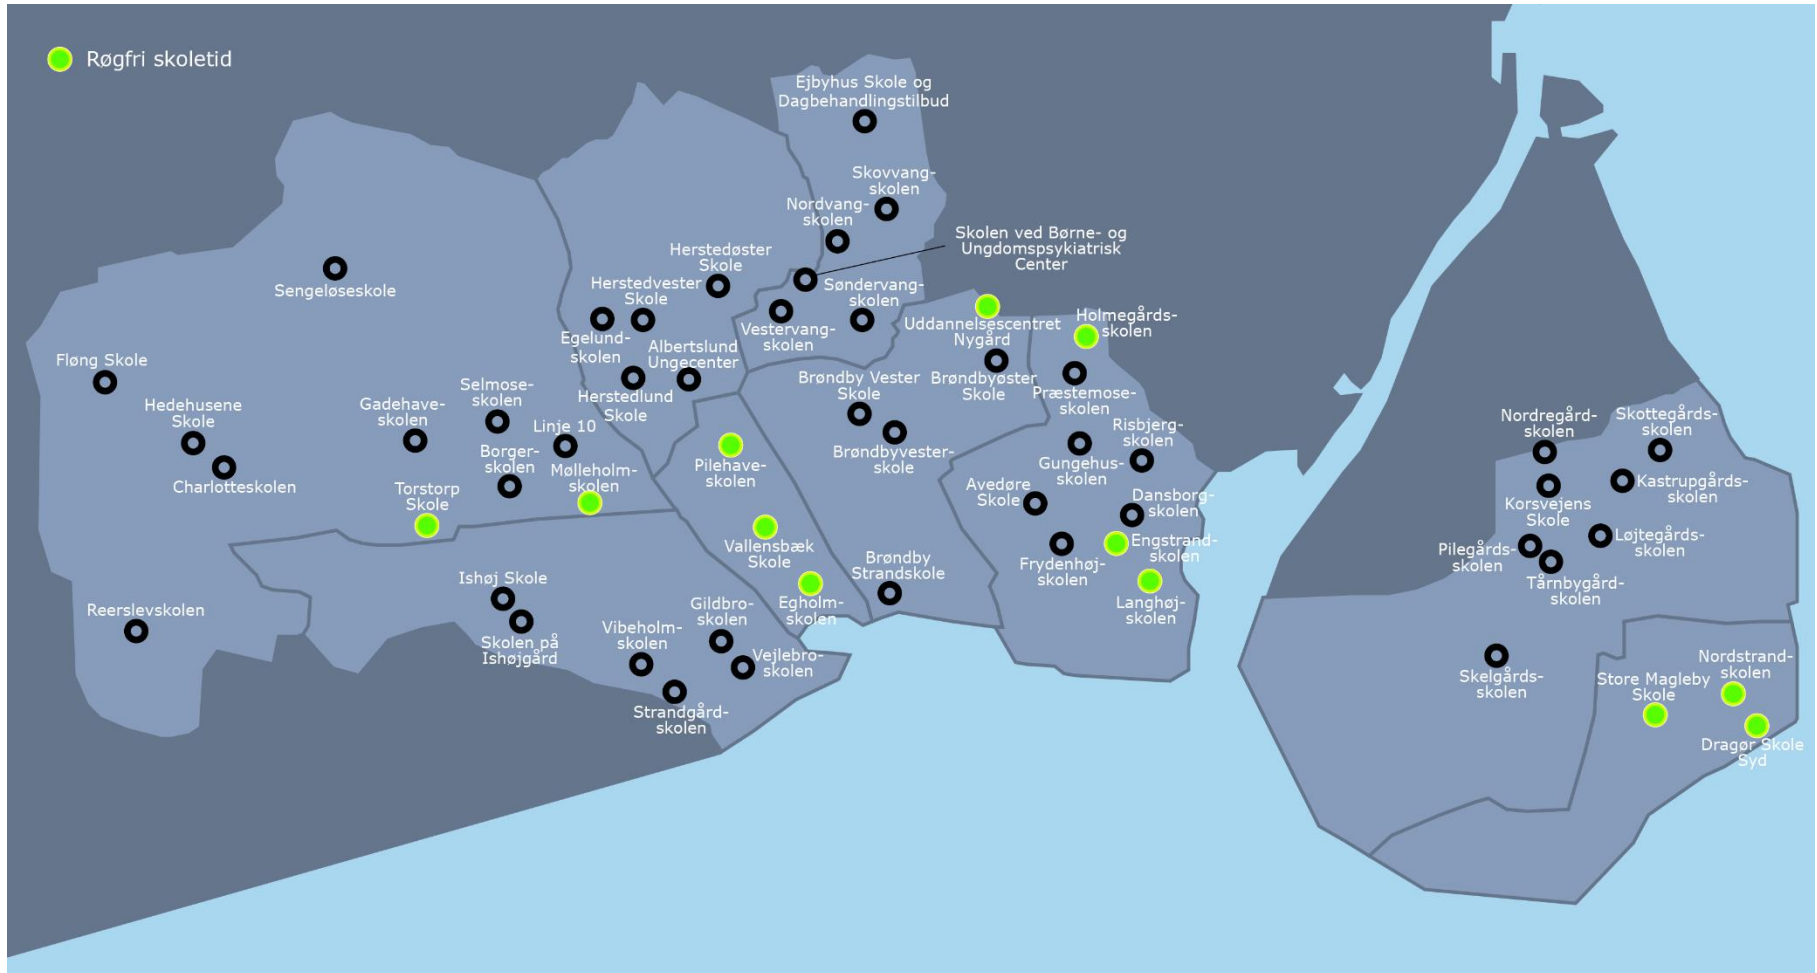 Røgfri skoletid
Ejbyhus Skole og
Dagbehandlingstilbud
Skovvang-
skolen
Nordvang-
skolen
Skolen ved Børne- og
Ungdomspsykiatrisk
Center
Herstedøster
Skole
Sengeløseskole
Herstedvester
Skole
Egelund-
skolen
Albertslund
Ungecenter
Herstedlund
Skole
Søndervang-
skolen
Vestervang-
skolen
Uddannelsescentret
Nygård
Holmegårds-
skolen
Brøndbyøster
Skole
Præstemose-
skolen
Brøndby Vester
Skole
Brøndbyvester-
skole
Fløng Skole
Hedehusene
Skole
Charlotteskolen
Gadehave-
skolen
Selmose-
skolen
Borger-
skolen
Linje 10
Mølleholm-
skolen
Torstorp
Skole
Pilehave-
skolen
Vallensbæk
Skole
Egholm-
skolen
Brøndby
Strandskole
Risbjerg-
skolen
Gungehus-
skolen
Avedøre
Skole
Dansborg-
skolen
Engstrand-
skolen
Frydenhøj-
skolen
Langhøj-
skolen
Nordregård-
skolen
Skottegårds-
skolen
Kastrupgårds-
skolen
Korsvejens
Skole
Løjtegårds-
skolen
Pilegårds-
skolen
Tårnbygård-
skolen
Reerslevskolen
Ishøj Skole
Skolen på
Ishøjgård
Vibeholm-
skolen
Gildbro-
skolen
Vejlebro-
skolen
Strandgård-
skolen
Skelgårds-
skolen
Store Magleby
Skole
Nordstrand-
skolen
Dragør Skole
Syd